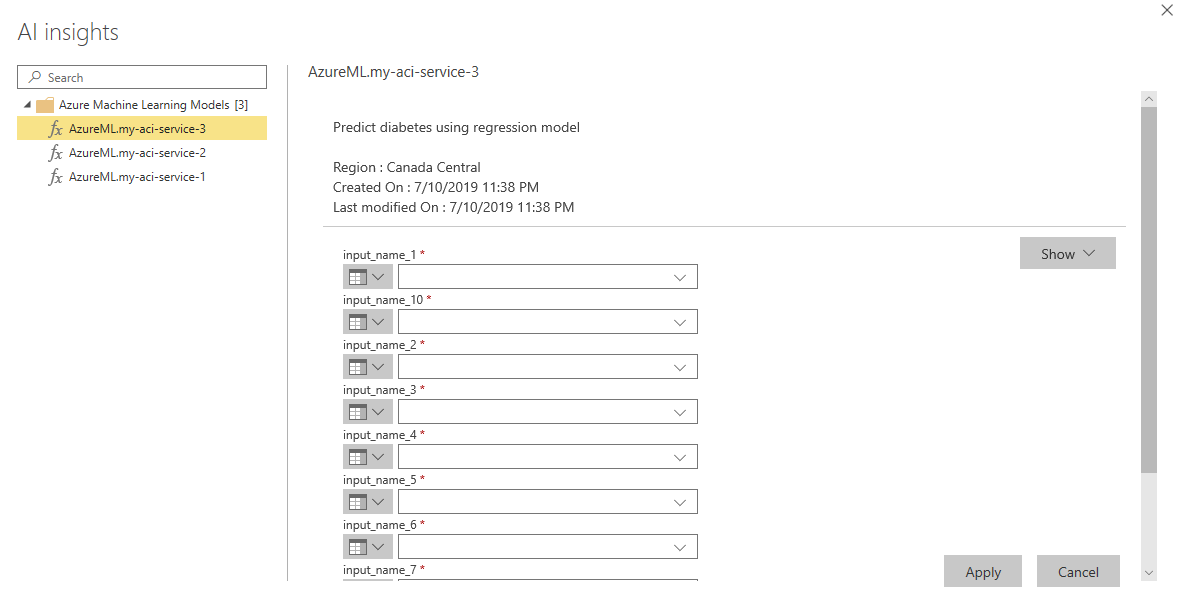 AI insights
Search
Azure Machine Learning Models [3]
fx AzureML.my-aci-service-3
fx AzureML.my-aci-service-2
fx AzureML.my-aci-service-1
AzureML.my-aci-service-3
Predict diabetes using regression model
Region : Canada Central
Created On : 7/10/2019 11:38 PM
Last modified On : 7/10/2019 11:38 PM
Show
input_name_1 *
input_name_10 *
input_name_2 *
input_name_3 *
input_name_4 *
input_name_5 *
input_name_6 *
input_name_7 *
Apply
Cancel